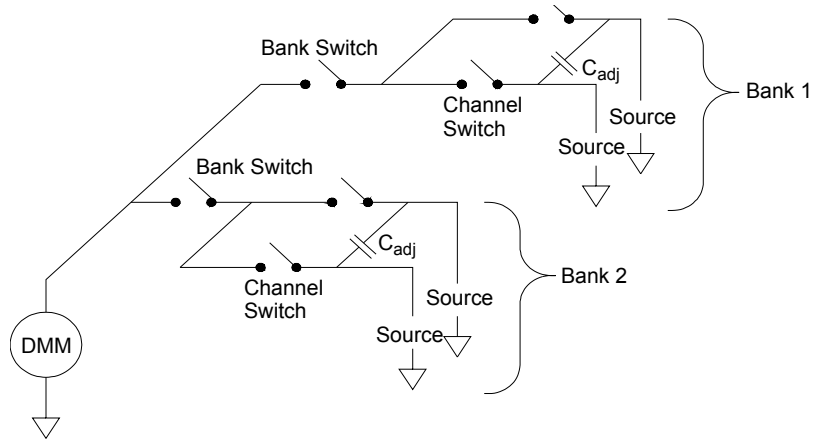 Bank Switch
C adj
Channel
Switch
Source
Source
Bank 1
Bank Switch
C adj
Channel
Switch
Source
Source
Bank 2
DMM